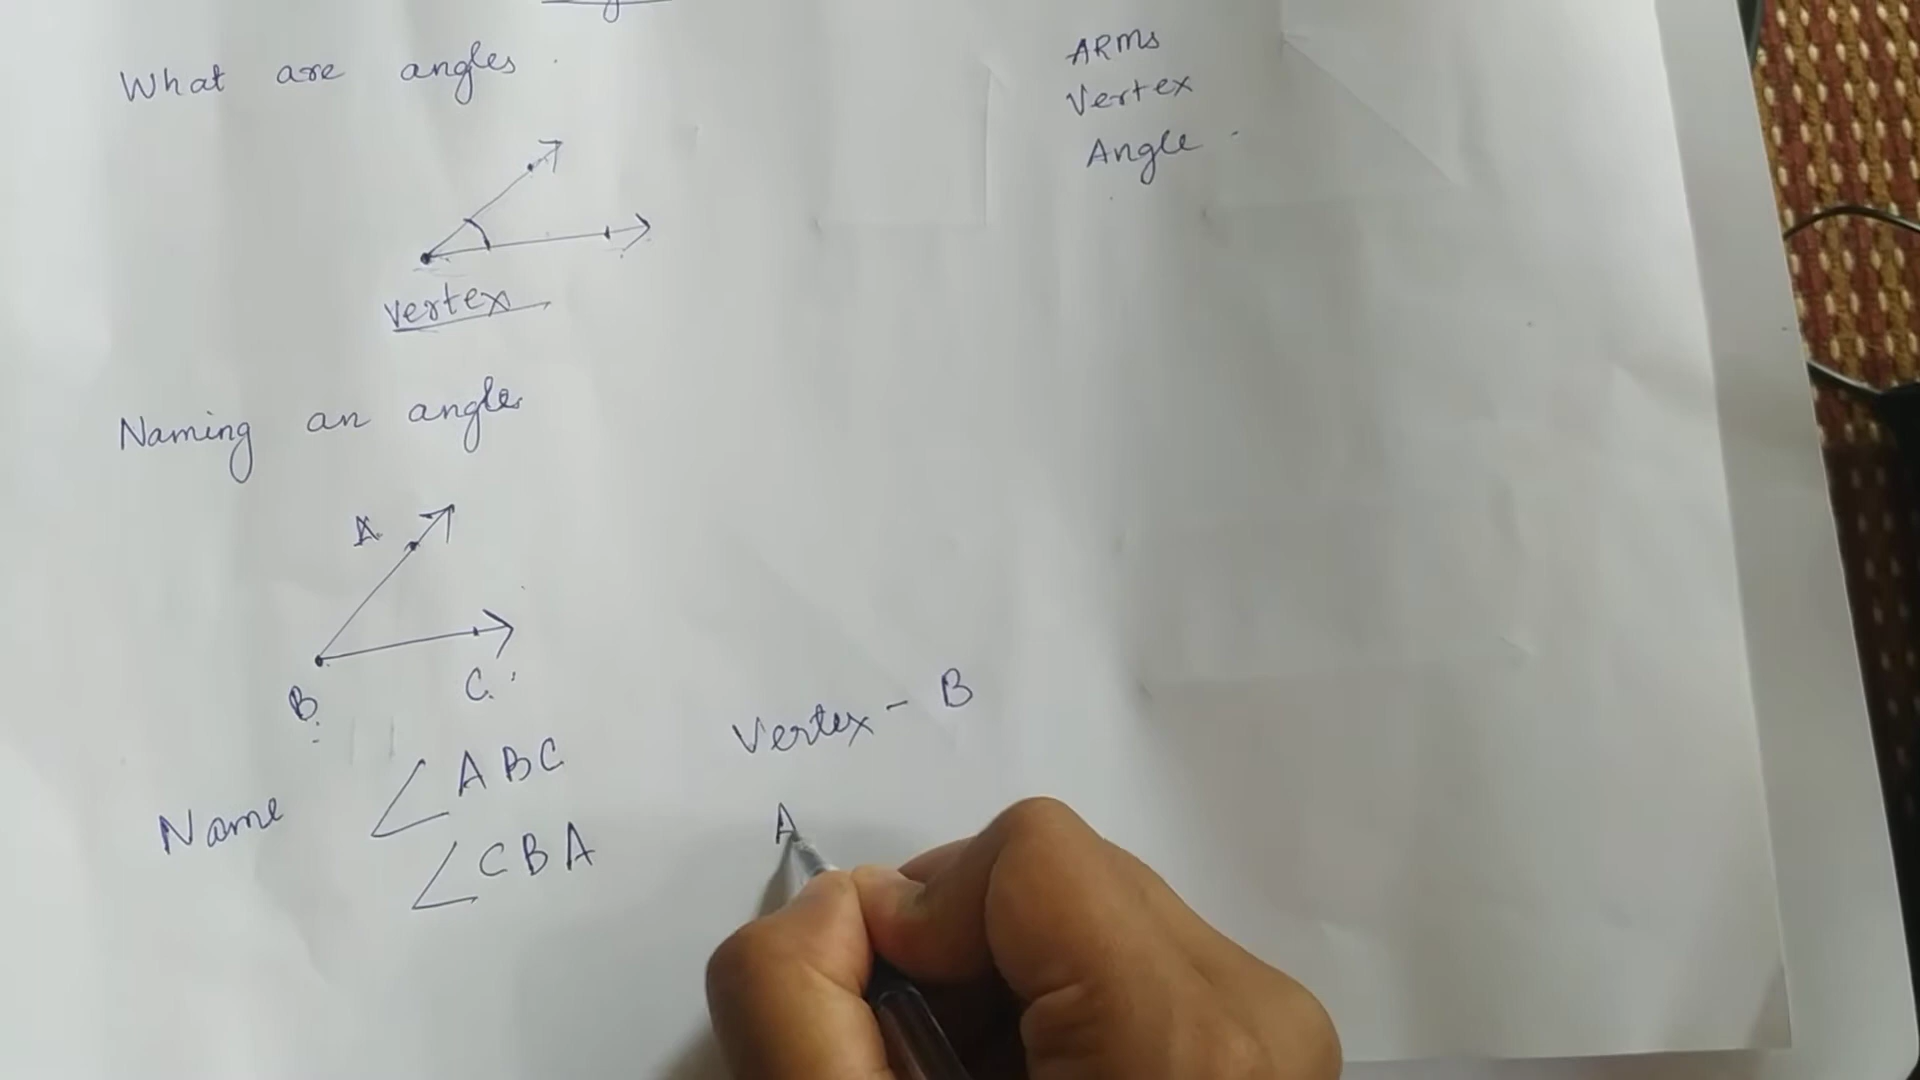 What are angles
ARMs
Vertex
Angle
Vertex
Naming an angle
A
B
C
Name ∠ABC
∠CBA
Vertex - B
A